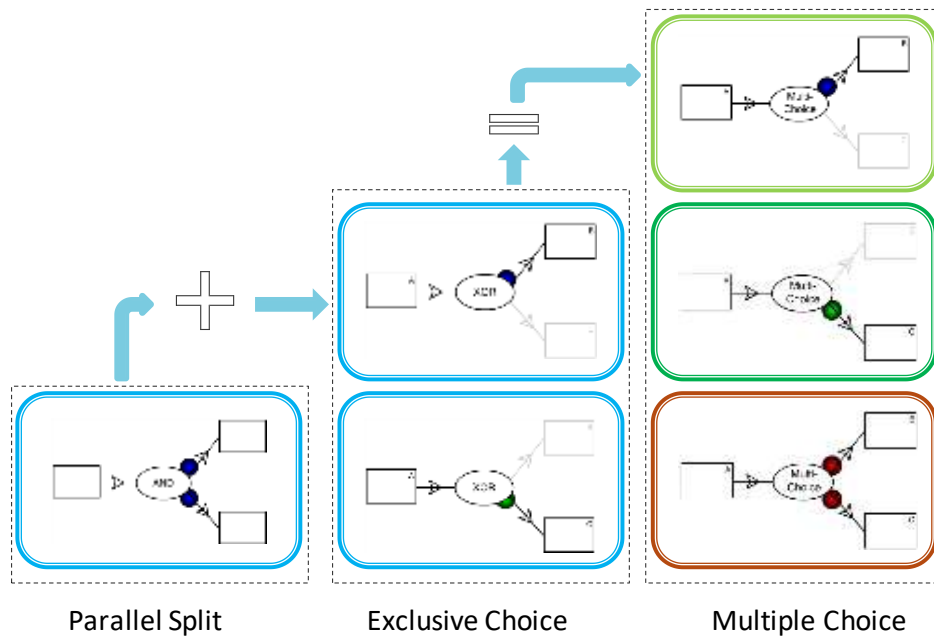 B
A
Multi-
Choice
B
A
XOR
Multi-
Choice
C
B
AND
XOR
C
A
Multi-
Choice
C
Parallel Split
Exclusive Choice
Multiple Choice